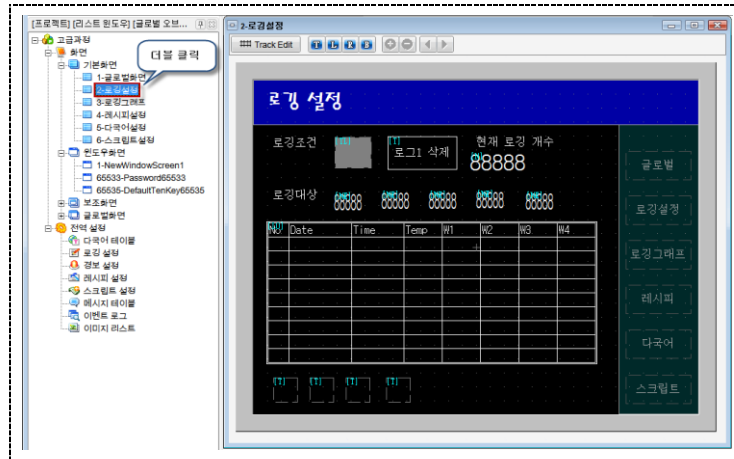 [프로젝트] [리스트 윈도우] [글로벌 오브...
고급과정
화면
기본화면
1-글로벌화면
2-로깅설정
3-로깅그래프
4-레시피설정
5-다국어설정
6-스크립트설정
윈도우화면
1-NewWindowScreen1
65533-Password65533
65535-DefaultTenKey65535
보조화면
글로벌화면
전역 설정
다국어 테이블
로깅 설정
경보 설정
레시피 설정
스크립트 설정
메시지 테이블
이벤트 로그
이미지 리스트
더블 클릭
2-로깅설정
Track Edit
로깅 설정
로깅조건
[T]
로그1 삭제
현재 로깅 개수
88888
로깅대상
88888 88888 88888 88888 88888
No Date Time Temp W1 W2 W3 W4
[T] [T] [T] [T]
글로벌
로깅설정
로깅그래프
레시피
다국어
스크립트